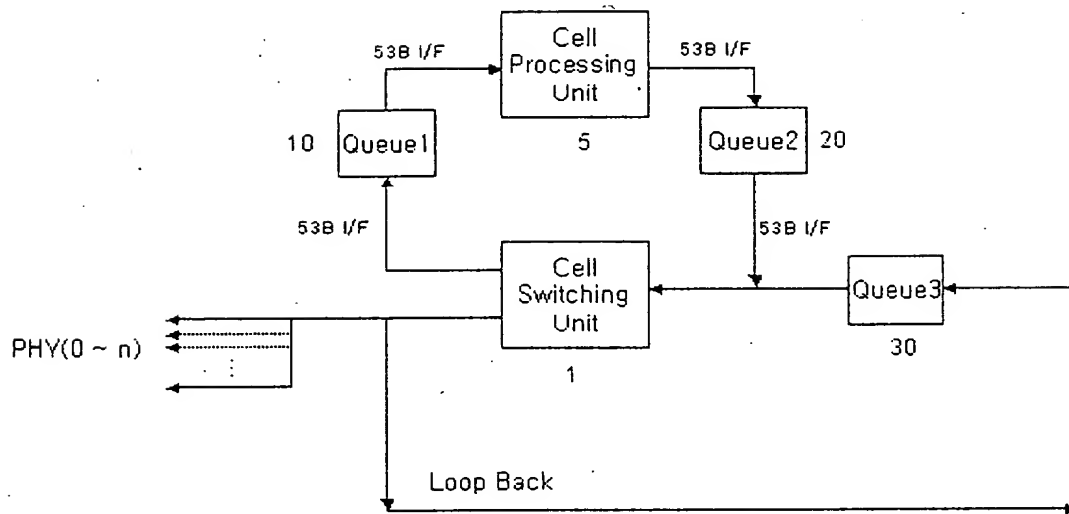 53B I/F
Cell
Processing
Unit
53B I/F
10
Queue1
5
Queue2
20
53B I/F
53B I/F
Cell
Switching
Unit
Queue3
30
PHY(0 ~ n)
1
Loop Back